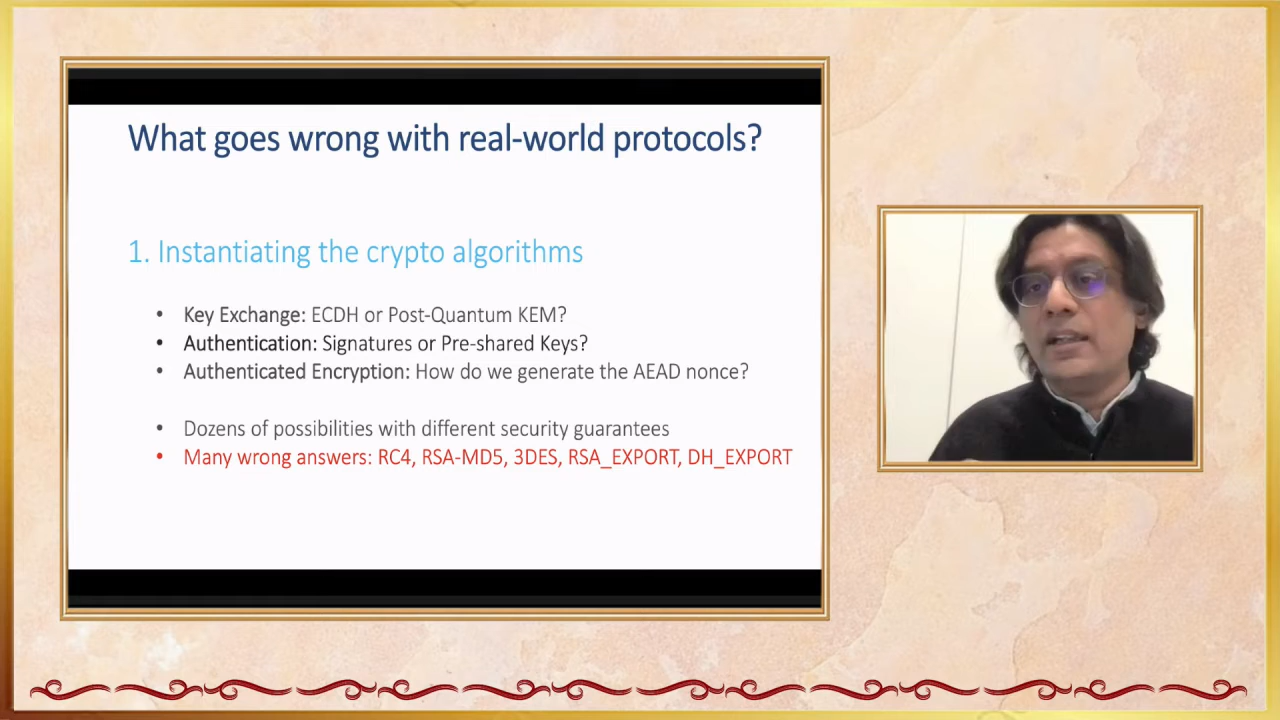 What goes wrong with real-world protocols?
1. Instantiating the crypto algorithms
• Key Exchange: ECDH or Post-Quantum KEM?
• Authentication: Signatures or Pre-shared Keys?
• Authenticated Encryption: How do we generate the AEAD nonce?
• Dozens of possibilities with different security guarantees
• Many wrong answers: RC4, RSA-MD5, 3DES, RSA_EXPORT, DH_EXPORT